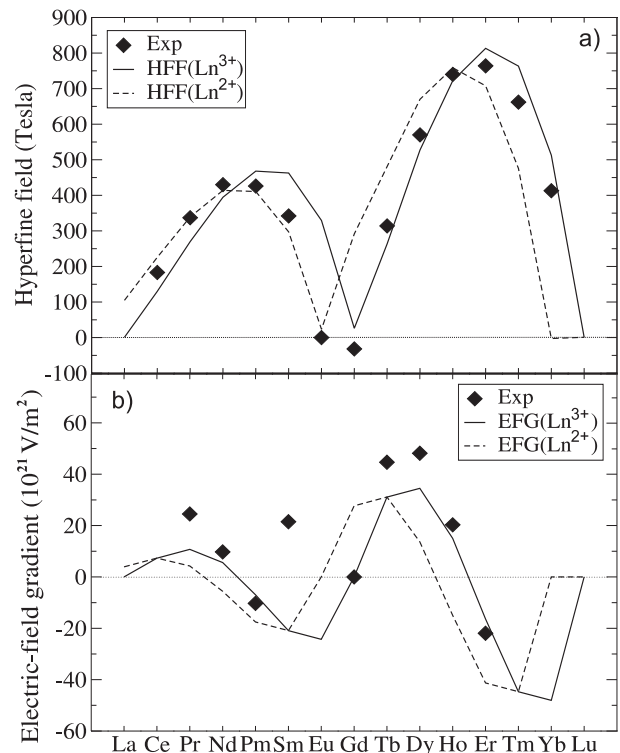 900
800
700
600
500
400
300
200
100
0
-100
Hyperfine field (Tesla)
Exp
HFF(Ln³⁺)
HFF(Ln²⁺)
a)
b)
Exp
EFG(Ln³⁺)
EFG(Ln²⁺)
60
40
20
0
-20
-40
-60
Electric-field gradient (10²¹ V/m²)
La Ce Pr Nd Pm Sm Eu Gd Tb Dy Ho Er Tm Yb Lu